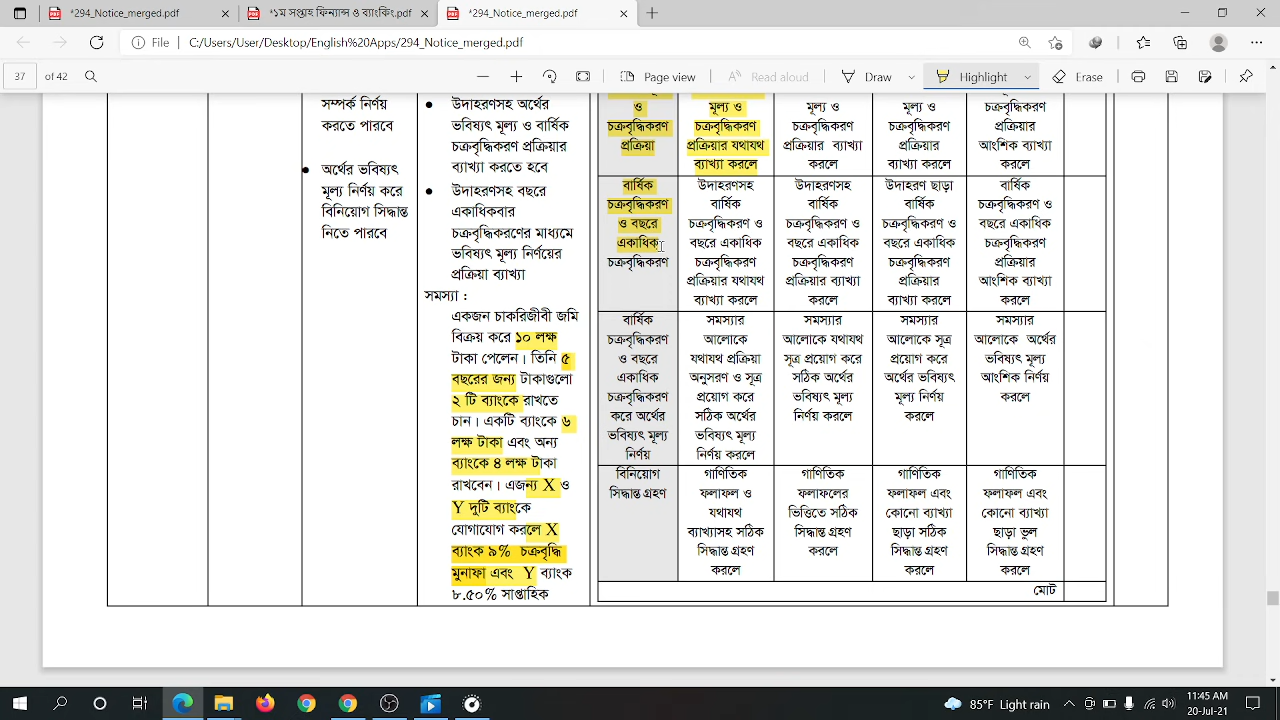 *294_Notice_merged.pdf
*১ম সপ্তাহ ফিন্যান্স ও ব্যাংকিং.pdf
*294_Notice_merged.pdf
File
C:/Users/User/Desktop/English%20Apps/294_Notice_merged.pdf
37
of 42
Page view
Read aloud
Draw
Highlight
Erase
সম্পর্ক নির্ণয়
করতে পারবে
অর্থের ভবিষ্যৎ
মূল্য নির্ণয় করে
বিনিয়োগ সিদ্ধান্ত
নিতে পারবে
উদাহরণসহ অর্থের
ভবিষ্যৎ মূল্য ও বার্ষিক
চক্রবৃদ্ধিকরণ প্রক্রিয়ার
ব্যাখ্যা করতে হবে
উদাহরণসহ বছরে
একাধিকবার
চক্রবৃদ্ধিকরণের মাধ্যমে
ভবিষ্যৎ মূল্য নির্ণয়ের
প্রক্রিয়া ব্যাখ্যা
সমস্যা :
একজন চাকরিজীবী জমি
বিক্রয় করে ১০ লক্ষ
টাকা পেলেন। তিনি ৫
বছরের জন্য টাকাগুলো
২ টি ব্যাংকে রাখতে
চান। একটি ব্যাংকে ৬
লক্ষ টাকা এবং অন্য
ব্যাংকে ৪ লক্ষ টাকা
রাখবেন। এজন্য X ও
Y দুটি ব্যাংকে
যোগাযোগ করলে X
ব্যাংক ৯% চক্রবৃদ্ধি
মুনাফা এবং Y ব্যাংক
৮.৫০% সাপ্তাহিক
ও
চক্রবৃদ্ধিকরণ
প্রক্রিয়া
মূল্য ও
চক্রবৃদ্ধিকরণ
প্রক্রিয়ার যথাযথ
ব্যাখ্যা করলে
মূল্য ও
চক্রবৃদ্ধিকরণ
প্রক্রিয়ার ব্যাখ্যা
করলে
মূল্য ও
চক্রবৃদ্ধিকরণ
প্রক্রিয়ার
ব্যাখ্যা করলে
চক্রবৃদ্ধিকরণ
প্রক্রিয়ার
আংশিক ব্যাখ্যা
করলে
বার্ষিক
চক্রবৃদ্ধিকরণ
ও বছরে
একাধিক
চক্রবৃদ্ধিকরণ
উদাহরণসহ
বার্ষিক
চক্রবৃদ্ধিকরণ ও
বছরে একাধিক
চক্রবৃদ্ধিকরণ
প্রক্রিয়ার যথাযথ
ব্যাখ্যা করলে
উদাহরণসহ
বার্ষিক
চক্রবৃদ্ধিকরণ ও
বছরে একাধিক
চক্রবৃদ্ধিকরণ
প্রক্রিয়ার ব্যাখ্যা
করলে
উদাহরণ ছাড়া
বার্ষিক
চক্রবৃদ্ধিকরণ ও
বছরে একাধিক
চক্রবৃদ্ধিকরণ
প্রক্রিয়ার
ব্যাখ্যা করলে
বার্ষিক
চক্রবৃদ্ধিকরণ ও
বছরে একাধিক
চক্রবৃদ্ধিকরণ
প্রক্রিয়ার
আংশিক ব্যাখ্যা
করলে
বার্ষিক
চক্রবৃদ্ধিকরণ
ও বছরে
একাধিক
চক্রবৃদ্ধিকরণ
করে অর্থের
ভবিষ্যৎ মূল্য
নির্ণয়
সমস্যার
আলোকে
যথাযথ প্রক্রিয়া
অনুসরণ ও সূত্র
প্রয়োগ করে
সঠিক অর্থের
ভবিষ্যৎ মূল্য
নির্ণয় করলে
সমস্যার
আলোকে যথাযথ
সূত্র প্রয়োগ করে
সঠিক অর্থের
ভবিষ্যৎ মূল্য
নির্ণয় করলে
সমস্যার
আলোকে সূত্র
প্রয়োগ করে
অর্থের ভবিষ্যৎ
মূল্য নির্ণয়
করলে
সমস্যার
আলোকে অর্থের
ভবিষ্যৎ মূল্য
আংশিক নির্ণয়
করলে
বিনিয়োগ
সিদ্ধান্ত গ্রহণ
গাণিতিক
ফলাফল ও
যথাযথ
ব্যাখ্যাসহ সঠিক
সিদ্ধান্ত গ্রহণ
করলে
গাণিতিক
ফলাফলের
ভিত্তিতে সঠিক
সিদ্ধান্ত গ্রহণ
করলে
গাণিতিক
ফলাফল এবং
কোনো ব্যাখ্যা
ছাড়া সঠিক
সিদ্ধান্ত গ্রহণ
করলে
গাণিতিক
ফলাফল এবং
কোনো ব্যাখ্যা
ছাড়া ভুল
সিদ্ধান্ত গ্রহণ
করলে
মোট
85°F Light rain
11:45 AM
20-Jul-21